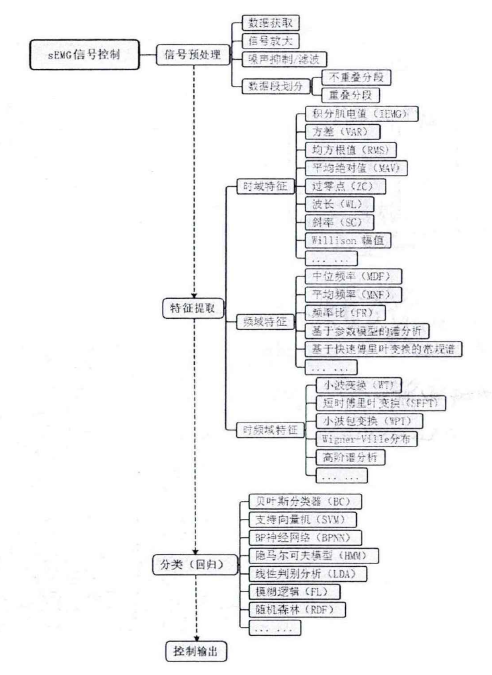 sEMG信号控制
信号预处理
数据获取
信号放大
噪声抑制/滤波
数据段划分
不重叠分段
重叠分段
特征提取
时域特征
积分肌电值（IEMG）
方差（VAR）
均方根值（RMS）
平均绝对值（MAV）
过零点（ZC）
波长（WL）
斜率（SC）
Willison 幅值
... ...
频域特征
中位频率（MDF）
平均频率（MNF）
频率比（FR）
基于参数模型的谱分析
基于快速傅里叶变换的常规谱
... ...
时频域特征
小波变换（WT）
短时傅里叶变换（SFFT）
小波包变换（WPT）
Wigner-Ville分布
高阶谱分析
... ...
分类（回归）
贝叶斯分类器（BC）
支持向量机（SVM）
BP神经网络（BPNN）
隐马尔可夫模型（HMM）
线性判别分析（LDA）
模糊逻辑（FL）
随机森林（RDF）
... ...
控制输出